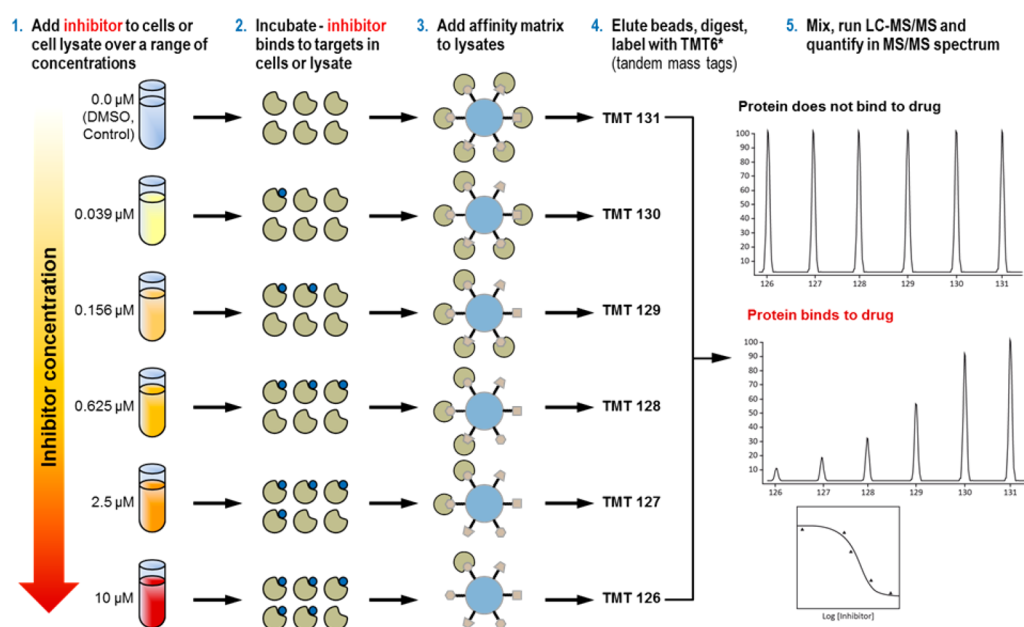 1. Add inhibitor to cells or
cell lysate over a range of
concentrations
2. Incubate - inhibitor
binds to targets in
cells or lysate
3. Add affinity matrix
to lysates
4. Elute beads, digest,
label with TMT6*
(tandem mass tags)
5. Mix, run LC-MS/MS and
quantify in MS/MS spectrum
Inhibitor concentration
0.0 µM
(DMSO,
Control)
TMT 131
0.039 µM
TMT 130
0.156 µM
TMT 129
0.625 µM
TMT 128
2.5 µM
TMT 127
10 µM
TMT 126
Protein does not bind to drug
100
90
80
70
60
50
40
30
20
10
126 127 128 129 130 131
Protein binds to drug
100
90
80
70
60
50
40
30
20
10
126 127 128 129 130 131
Log [Inhibitor]